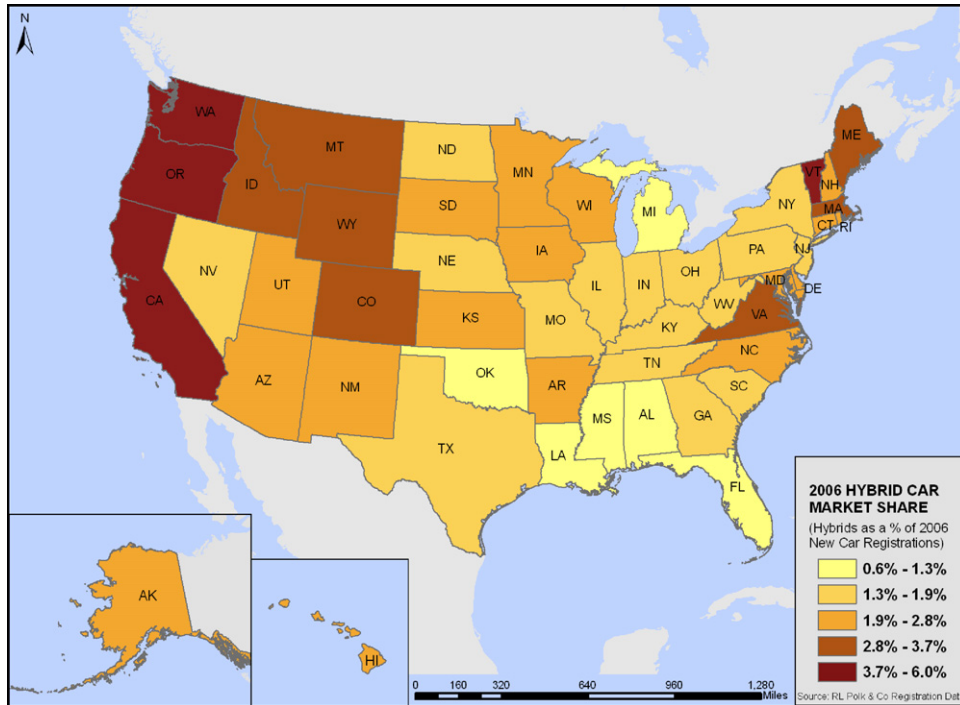 N
WA
MT
ND
MN
ME
VT
NH
OR
ID
SD
WI
NY
MA
WY
MI
CT
RI
IA
PA
NJ
NE
NV
OH
UT
IL
IN
MD
DE
CA
CO
WV
VA
KS
MO
KY
NC
TN
AZ
NM
OK
AR
SC
MS
AL
GA
TX
LA
FL
AK
HI
2006 HYBRID CAR
MARKET SHARE
(Hybrids as a % of 2006
New Car Registrations)
0.6% - 1.3%
1.3% - 1.9%
1.9% - 2.8%
2.8% - 3.7%
3.7% - 6.0%
0 160 320 640 960 1,280
Miles
Source: RL Polk & Co Registration Dat